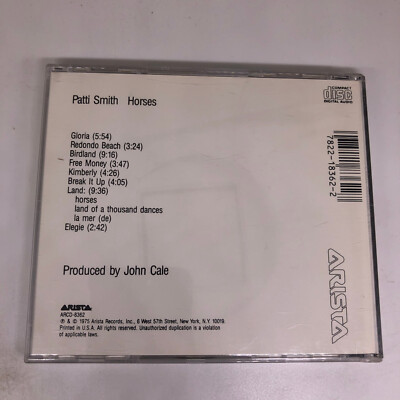 Patti Smith Horses
COMPACT
DISC
DIGITAL AUDIO
Gloria (5:54)
Redondo Beach (3:24)
Birdland (9:16)
Free Money (3:47)
Kimberly (4:26)
Break It Up (4:05)
Land: (9:36)
horses
land of a thousand dances
la mer (de)
Elegie (2:42)
7822-18362-2
Produced by John Cale
ARISTA
ARISTA
ARCD-8362
℗ & © 1975 Arista Records, Inc., 6 West 57th Street, New York, N.Y. 10019.
Printed in U.S.A. All rights reserved. Unauthorized duplication is a violation
of applicable laws.